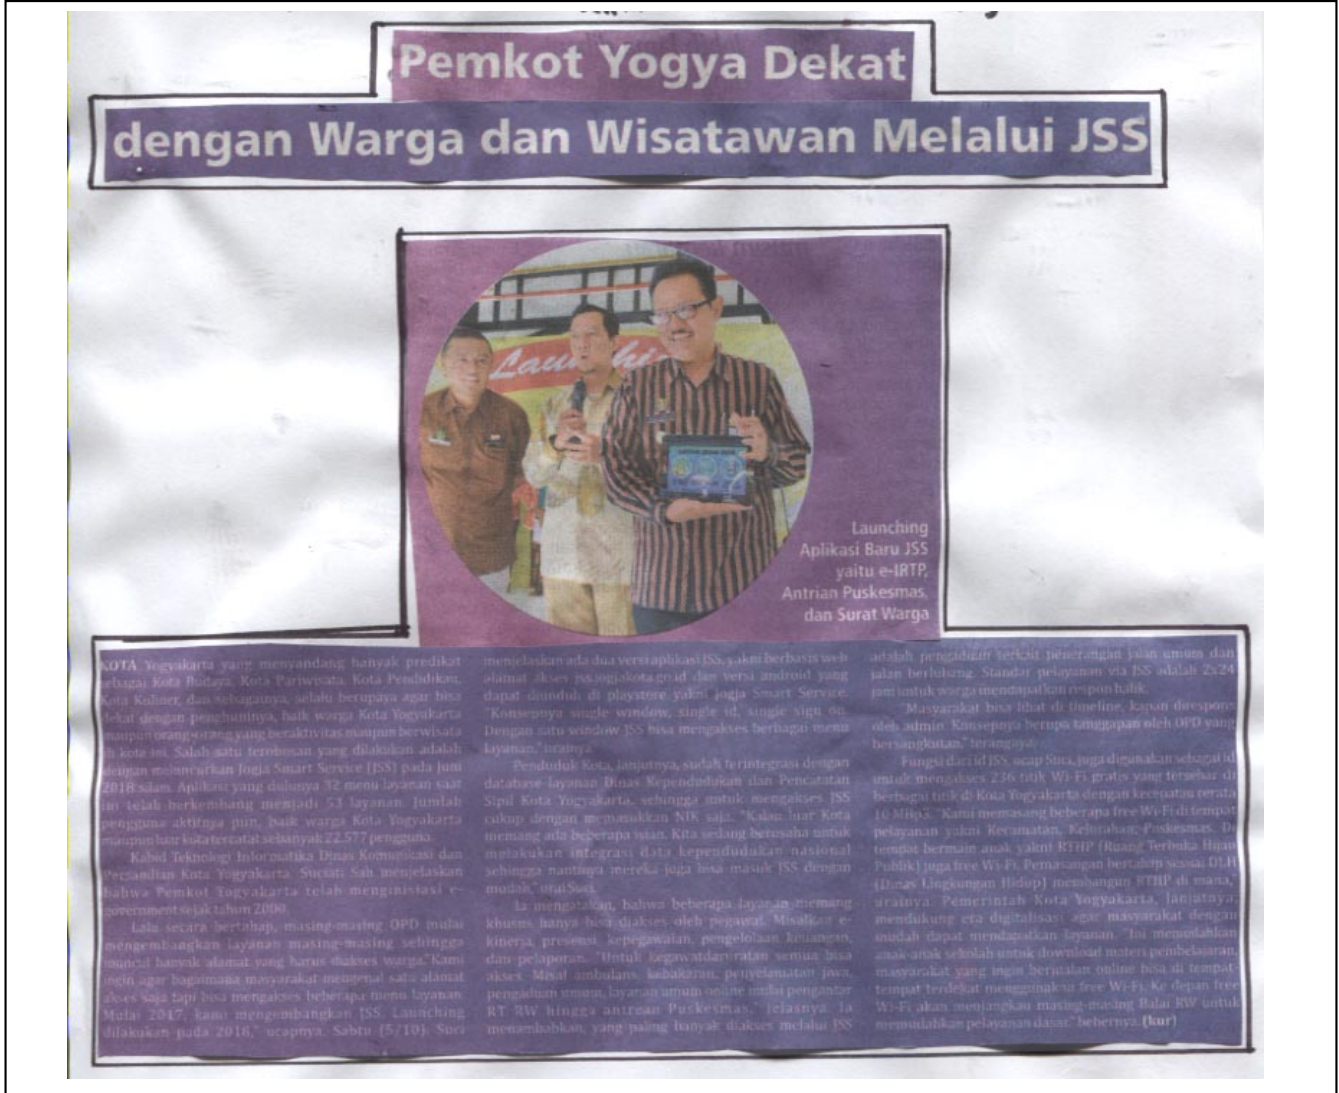 Pemkot Yogya Dekat
dengan Warga dan Wisatawan Melalui JSS
Launching
Launching
Aplikasi Baru JSS
yaitu e-IRTP,
Antrian Puskesmas,
dan Surat Warga
KOTA Yogyakarta yang menyandang banyak predikat
sebagai Kota Budaya, Kota Pariwisata, Kota Pendidikan,
Kota Kuliner, dan sebagainya, selalu berupaya agar bisa
dekat dengan penghuninya, baik warga Kota Yogyakarta
maupun orang-orang yang beraktivitas maupun berwisata
di kota ini. Salah satu terobosan yang dilakukan adalah
dengan meluncurkan Jogja Smart Service (JSS) pada Juni
2018 silam. Aplikasi yang dulunya 32 menu layanan saat
ini telah berkembang menjadi 53 layanan. Jumlah
pengguna aktifnya pun, baik warga Kota Yogyakarta
maupun luar kota tercatat sebanyak 22.577 pengguna.
Kabid Teknologi Informatika Dinas Komunikasi dan
Persandian Kota Yogyakarta, Suciati Sah menjelaskan
bahwa Pemkot Yogyakarta telah menginisiasi e-
government sejak tahun 2000.
Lalu secara bertahap, masing-masing OPD mulai
mengembangkan layanan masing-masing sehingga
muncul banyak alamat yang harus diakses warga. "Kami
ingin agar bagaimana masyarakat mengenal satu alamat
akses saja tapi bisa mengakses beberapa menu layanan.
Mulai 2017, kami mengembangkan JSS. Launching
dilakukan pada 2018," ucapnya, Sabtu (5/10). Suci
menjelaskan ada dua versi aplikasi JSS, yakni berbasis web
alamat akses jss.jogjakota.go.id dan versi android yang
dapat diunduh di playstore yakni Jogja Smart Service.
"Konsepnya single window, single id, single sign on.
Dengan satu window JSS bisa mengakses berbagai menu
layanan," urainya.
Penduduk Kota, lanjutnya, sudah terintegrasi dengan
database layanan Dinas Kependudukan dan Pencatatan
Sipil Kota Yogyakarta, sehingga untuk mengakses JSS
cukup dengan memasukkan NIK saja. "Kalau luar Kota
memang ada beberapa isian. Kita sedang berusaha untuk
melakukan integrasi data kependudukan nasional
sehingga nantinya mereka juga bisa masuk JSS dengan
mudah," urai Suci.
Ia mengatakan, bahwa beberapa layanan memang
khusus hanya bisa diakses oleh pegawai. Misalkan e-
kinerja, presensi, kepegawaian, pengelolaan keuangan,
dan pelaporan. "Untuk kegawatdaruratan semua bisa
akses. Misal ambulans, kebakaran, penyelamatan jiwa,
pengaduan umum, layanan umum online mulai pengantar
RT RW hingga antrean Puskesmas," jelasnya. Ia
menambahkan, yang paling banyak diakses melalui JSS
adalah pengaduan terkait penerangan jalan umum dan
jalan berlubang. Standar pelayanan via JSS adalah 2x24
jam untuk warga mendapatkan respon balik.
"Masyarakat bisa lihat di timeline, kapan direspons
oleh admin. Konsepnya berupa tanggapan oleh OPD yang
bersangkutan," terangnya.
Fungsi dari id JSS, ucap Suci, juga digunakan sebagai id
untuk mengakses 236 titik Wi-Fi gratis yang tersebar di
berbagai titik di Kota Yogyakarta dengan kecepatan rerata
10 MBps. "Kami memasang beberapa free Wi-Fi di tempat
pelayanan yakni Kecamatan, Kelurahan, Puskesmas. Di
tempat bermain anak yakni RTHP (Ruang Terbuka Hijau
Publik) juga free Wi-Fi. Pemasangan bertahap sesuai DLH
(Dinas Lingkungan Hidup) membangun RTHP di mana,"
urainya. Pemerintah Kota Yogyakarta, lanjutnya,
mendukung era digitalisasi agar masyarakat dengan
mudah dapat mendapatkan layanan. "Ini memudahkan
anak-anak sekolah untuk download materi pembelajaran,
masyarakat yang ingin bermain online bisa di tempat-
tempat terdekat menggunakan free Wi-Fi. Ke depan free
Wi-Fi akan menjangkau masing-masing Balai RW untuk
memudahkan pelayanan dasar," bebernya. (kur)